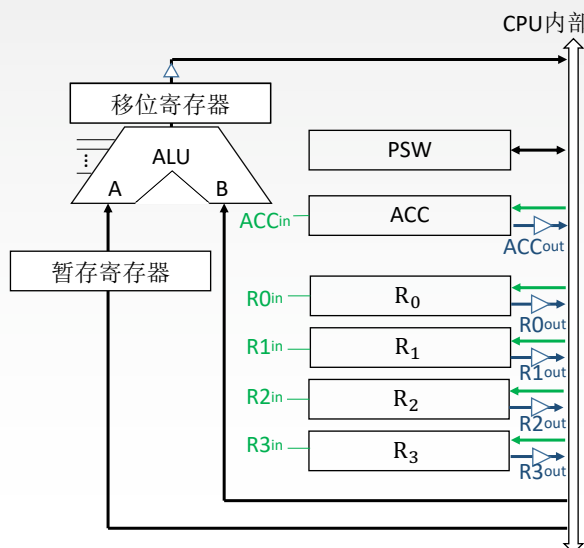 CPU内部
移位寄存器
ALU
A
B
PSW
ACCin
ACC
ACCout
暂存寄存器
R0in
R₀
R0out
R1in
R₁
R1out
R2in
R₂
R2out
R3in
R₃
R3out